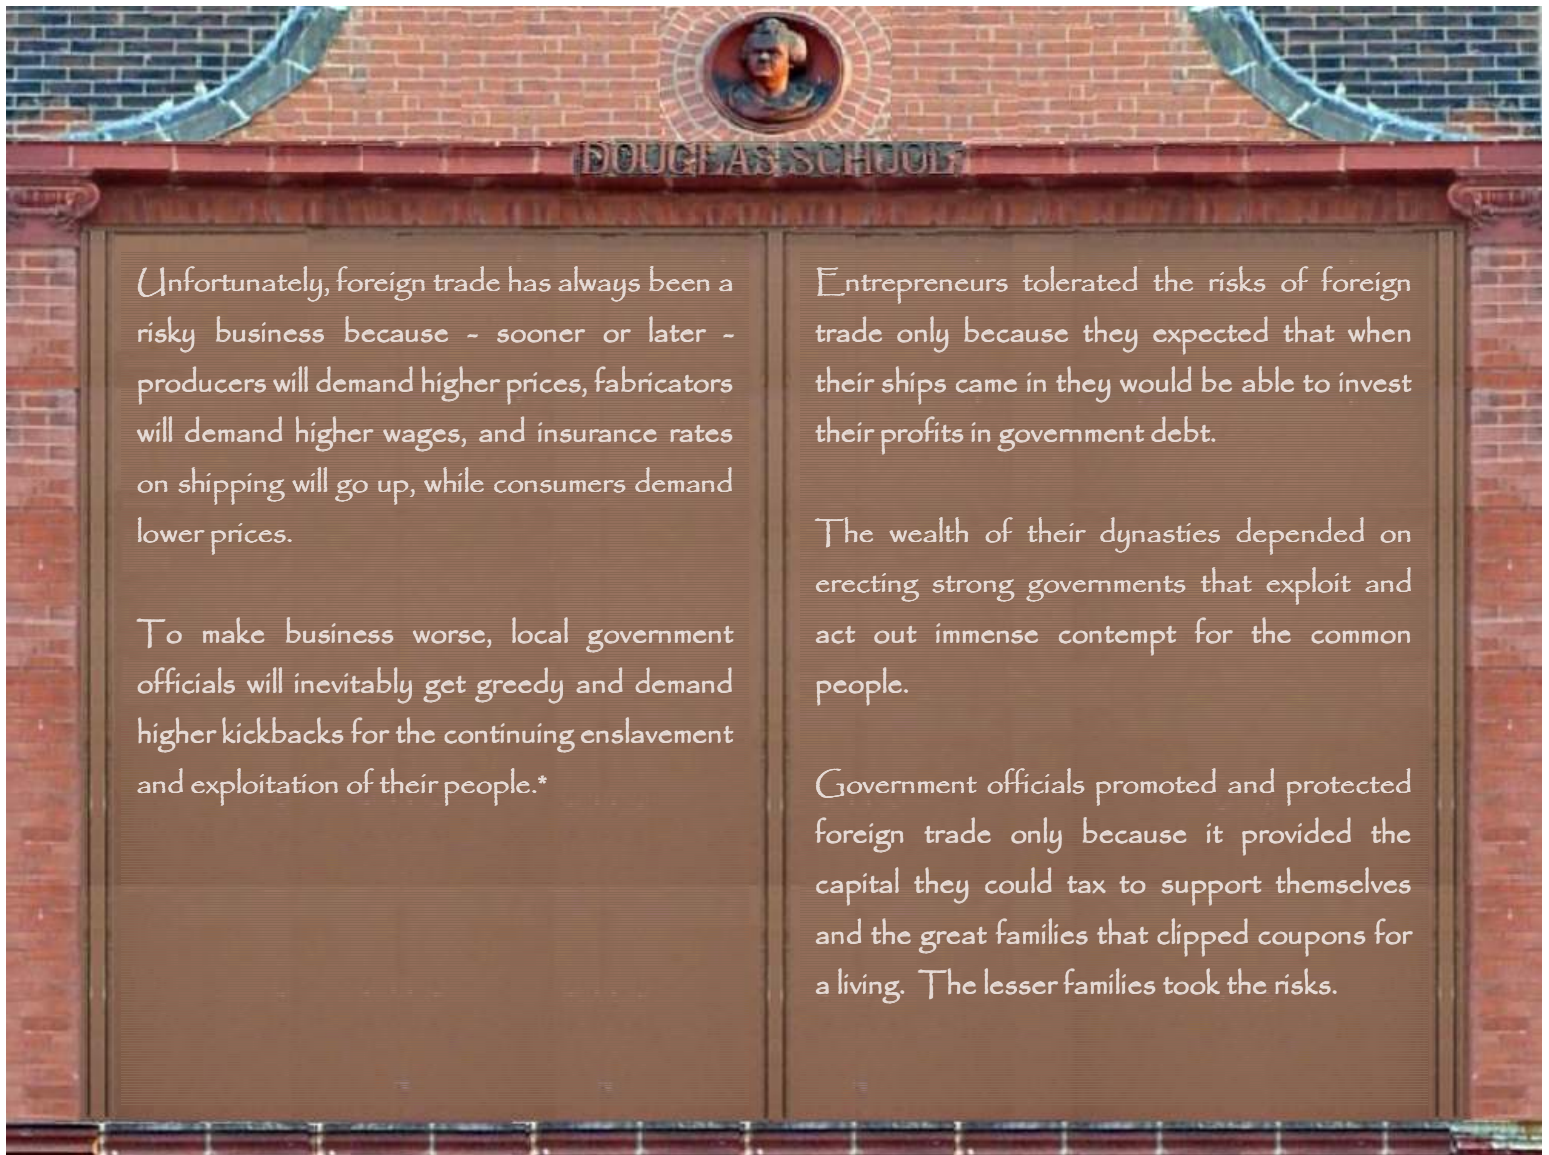 DOUGLAS SCHOOL
Unfortunately, foreign trade has always been a
risky business because - sooner or later -
producers will demand higher prices, fabricators
will demand higher wages, and insurance rates
on shipping will go up, while consumers demand
lower prices.
To make business worse, local government
officials will inevitably get greedy and demand
higher kickbacks for the continuing enslavement
and exploitation of their people.*
Entrepreneurs tolerated the risks of foreign
trade only because they expected that when
their ships came in they would be able to invest
their profits in government debt.
The wealth of their dynasties depended on
erecting strong governments that exploit and
act out immense contempt for the common
people.
Government officials promoted and protected
foreign trade only because it provided the
capital they could tax to support themselves
and the great families that clipped coupons for
a living. The lesser families took the risks.